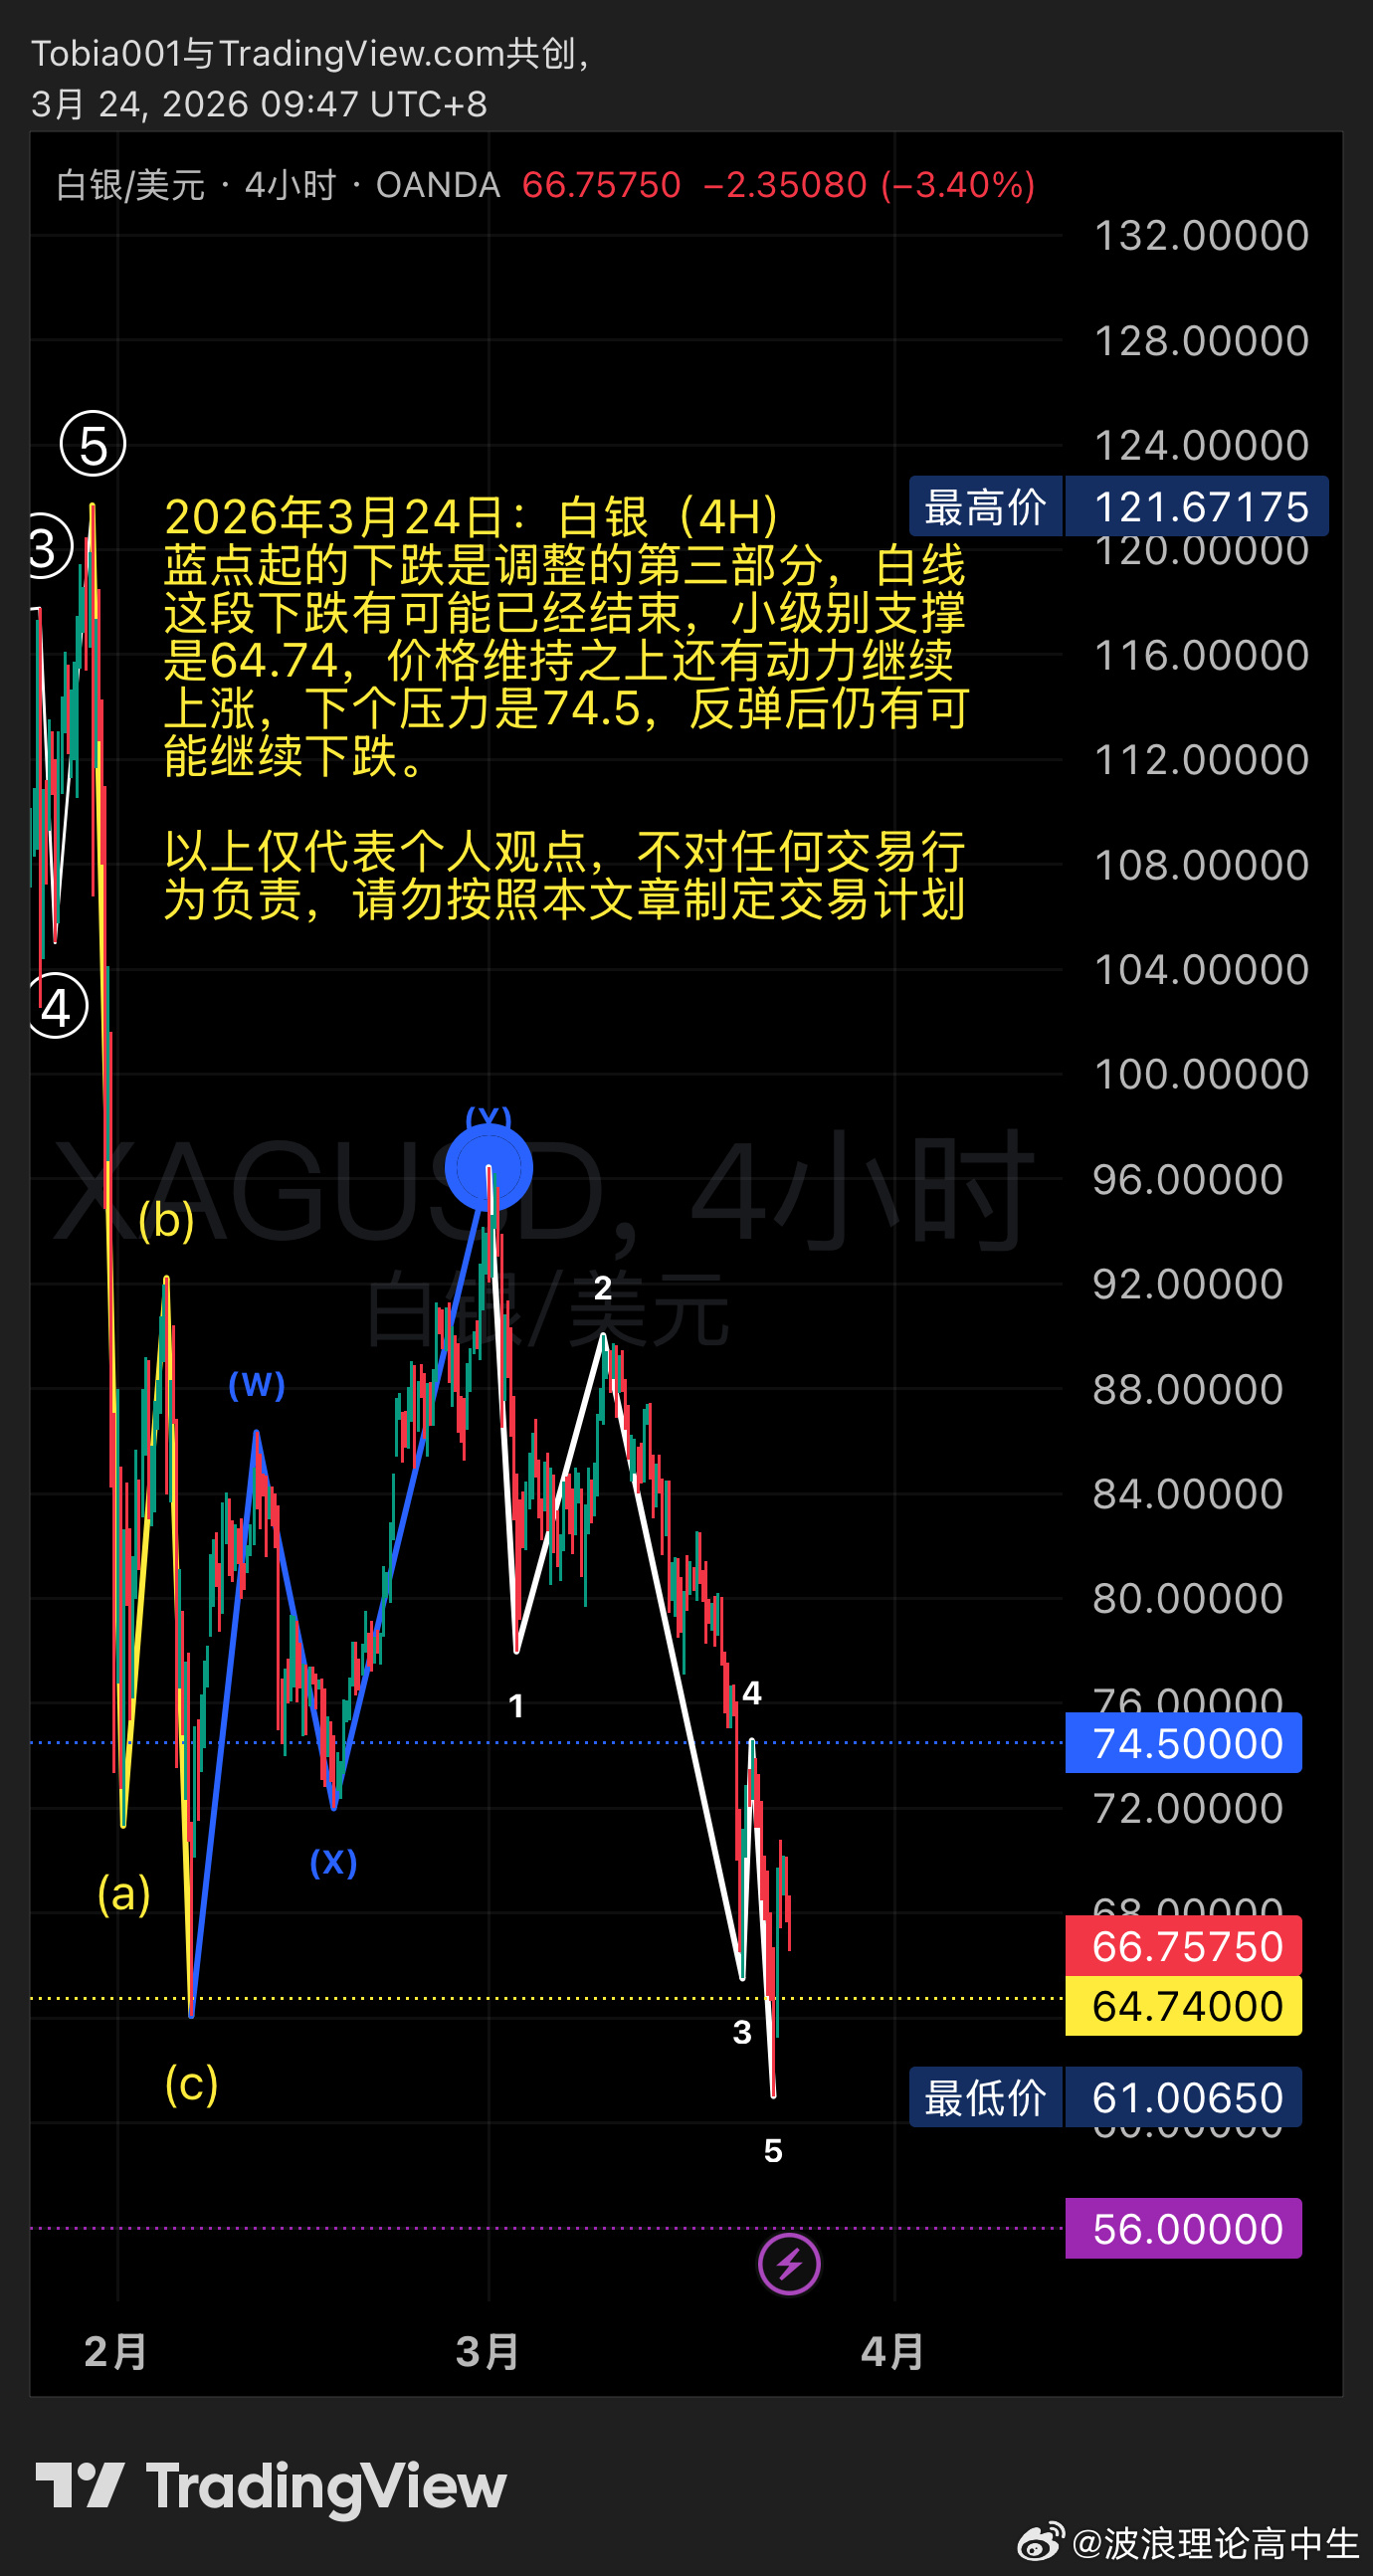 Tobia001与TradingView.com共创，
3月 24, 2026 09:47 UTC+8
白银/美元 · 4小时 · OANDA 66.75750 −2.35080 (−3.40%)
132.00000
128.00000
124.00000
⑤
最高价 121.67175
2026年3月24日：白银（4H）
③
120.00000
蓝点起的下跌是调整的第三部分，白线
这段下跌有可能已经结束，小级别支撑
是64.74，价格维持之上还有动力继续
上涨，下个压力是74.5，反弹后仍有可
能继续下跌。
116.00000
112.00000
以上仅代表个人观点，不对任何交易行
为负责，请勿按照本文章制定交易计划
108.00000
104.00000
④
100.00000
(Y)
XAGUSD，4小时
96.00000
(b)
白银/美元
92.00000
2
(W)
88.00000
84.00000
80.00000
1
4
76.00000
74.50000
72.00000
(X)
(a)
68.00000
66.75750
64.74000
3
(c)
最低价 61.00650
60.00000
5
56.00000
2月 3月 4月
TradingView
@波浪理论高中生